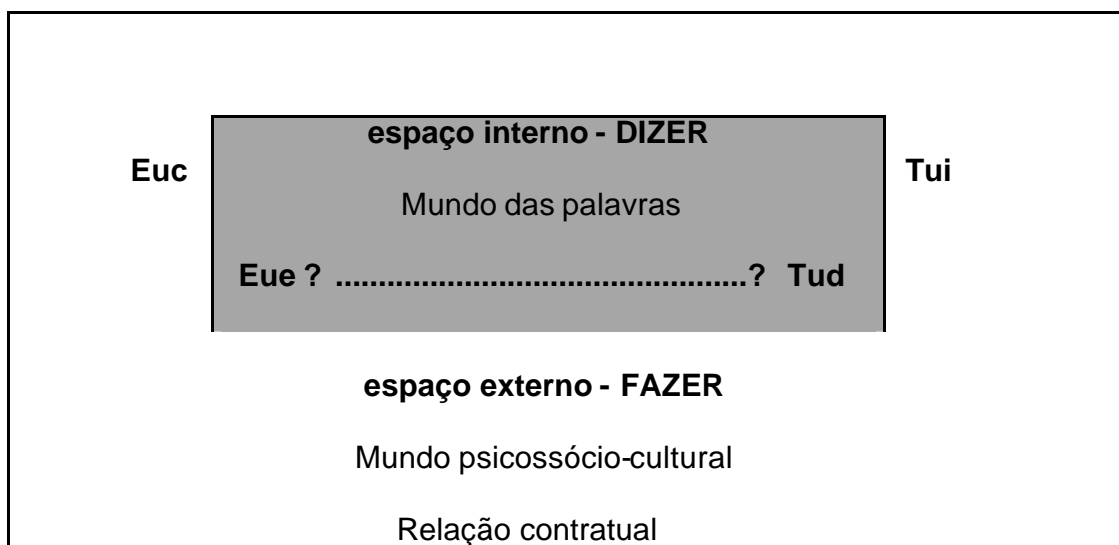 espaço interno - DIZER
Euc Tui
Mundo das palavras
Eue ? ................................................? Tud
espaço externo - FAZER
Mundo psicossócio-cultural
Relação contratual